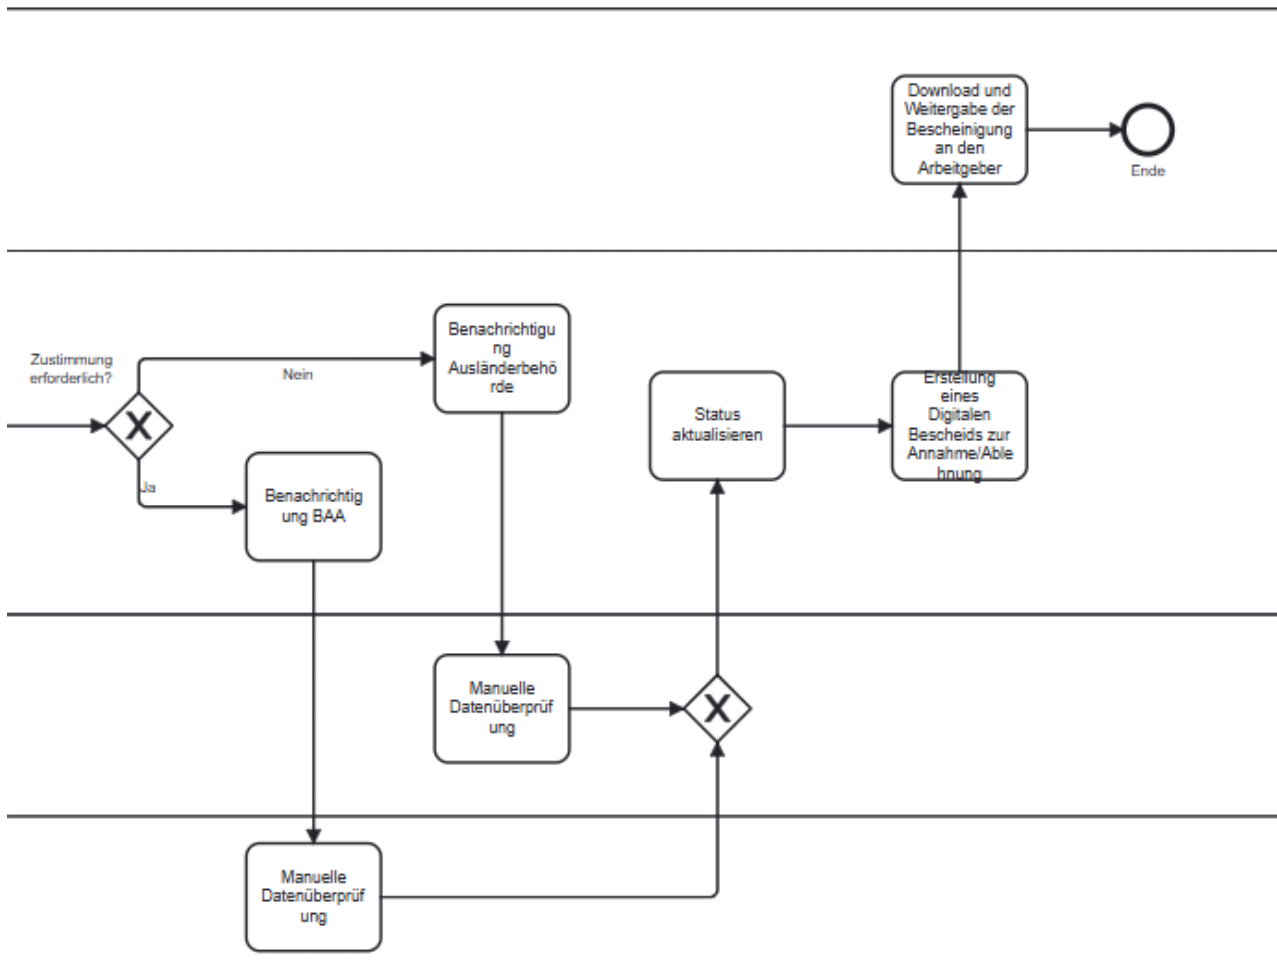 Download und
Weitergabe der
Bescheinigung
an den
Arbeitgeber
Ende
Zustimmung
erforderlich?
Nein
Ja
Benachrichtigu
ng
Ausländerbehö
rde
Benachrichtig
ung BAA
Status
aktualisieren
Erstellung
eines
Digitalen
Bescheids zur
Annahme/Able
hnung
Manuelle
Datenüberprüf
ung
Manuelle
Datenüberprüf
ung